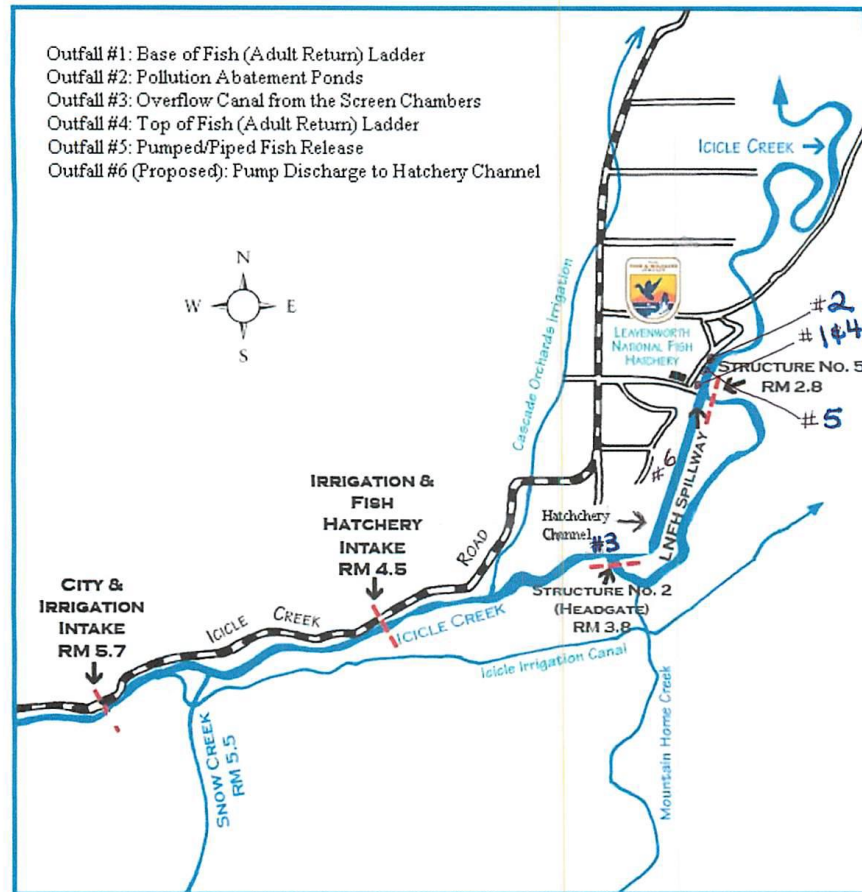 Outfall #1: Base of Fish (Adult Return) Ladder
Outfall #2: Pollution Abatement Ponds
Outfall #3: Overflow Canal from the Screen Chambers
Outfall #4: Top of Fish (Adult Return) Ladder
Outfall #5: Pumped/Piped Fish Release
Outfall #6 (Proposed): Pump Discharge to Hatchery Channel
ICICLE CREEK
N
W
E
S
Cascade Orchards Irrigation
LEAVENWORTH
NATIONAL FISH
HATCHERY
#2
#1&4
STRUCTURE NO. 5
RM 2.8
#5
#6
LNFH SPILLWAY
IRRIGATION &
FISH
HATCHERY
INTAKE
RM 4.5
Hatchchery
Channel
#3
STRUCTURE NO. 2
(HEADGATE)
RM 3.8
CITY &
IRRIGATION
INTAKE
RM 5.7
ICICLE CREEK ROAD
ICICLE CREEK
Icicle Irrigation Canal
SNOW CREEK
RM 5.5
Mountain Home Creek